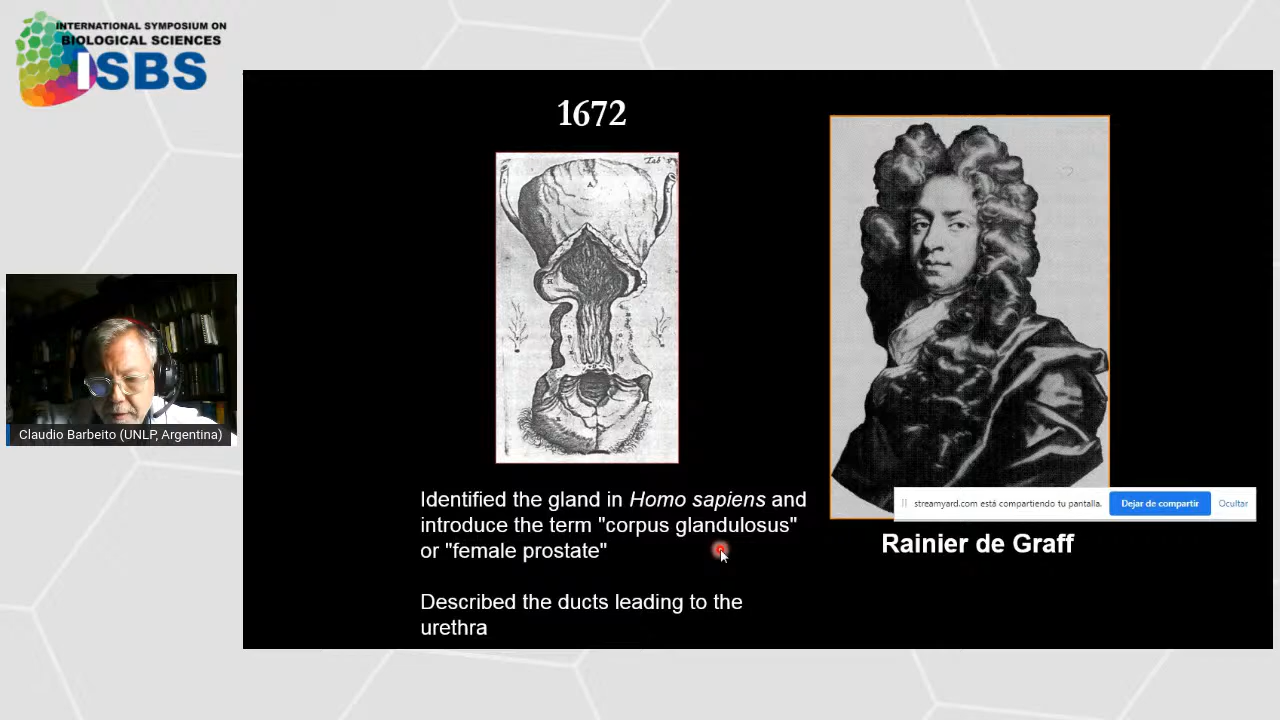 INTERNATIONAL SYMPOSIUM ON
BIOLOGICAL SCIENCES
ISBS
1672
Tab
Identified the gland in Homo sapiens and
introduce the term "corpus glandulosus"
or "female prostate"
Described the ducts leading to the
urethra
streamyard.com está compartiendo tu pantalla.
Dejar de compartir
Ocultar
Rainier de Graff
Claudio Barbeito (UNLP, Argentina)